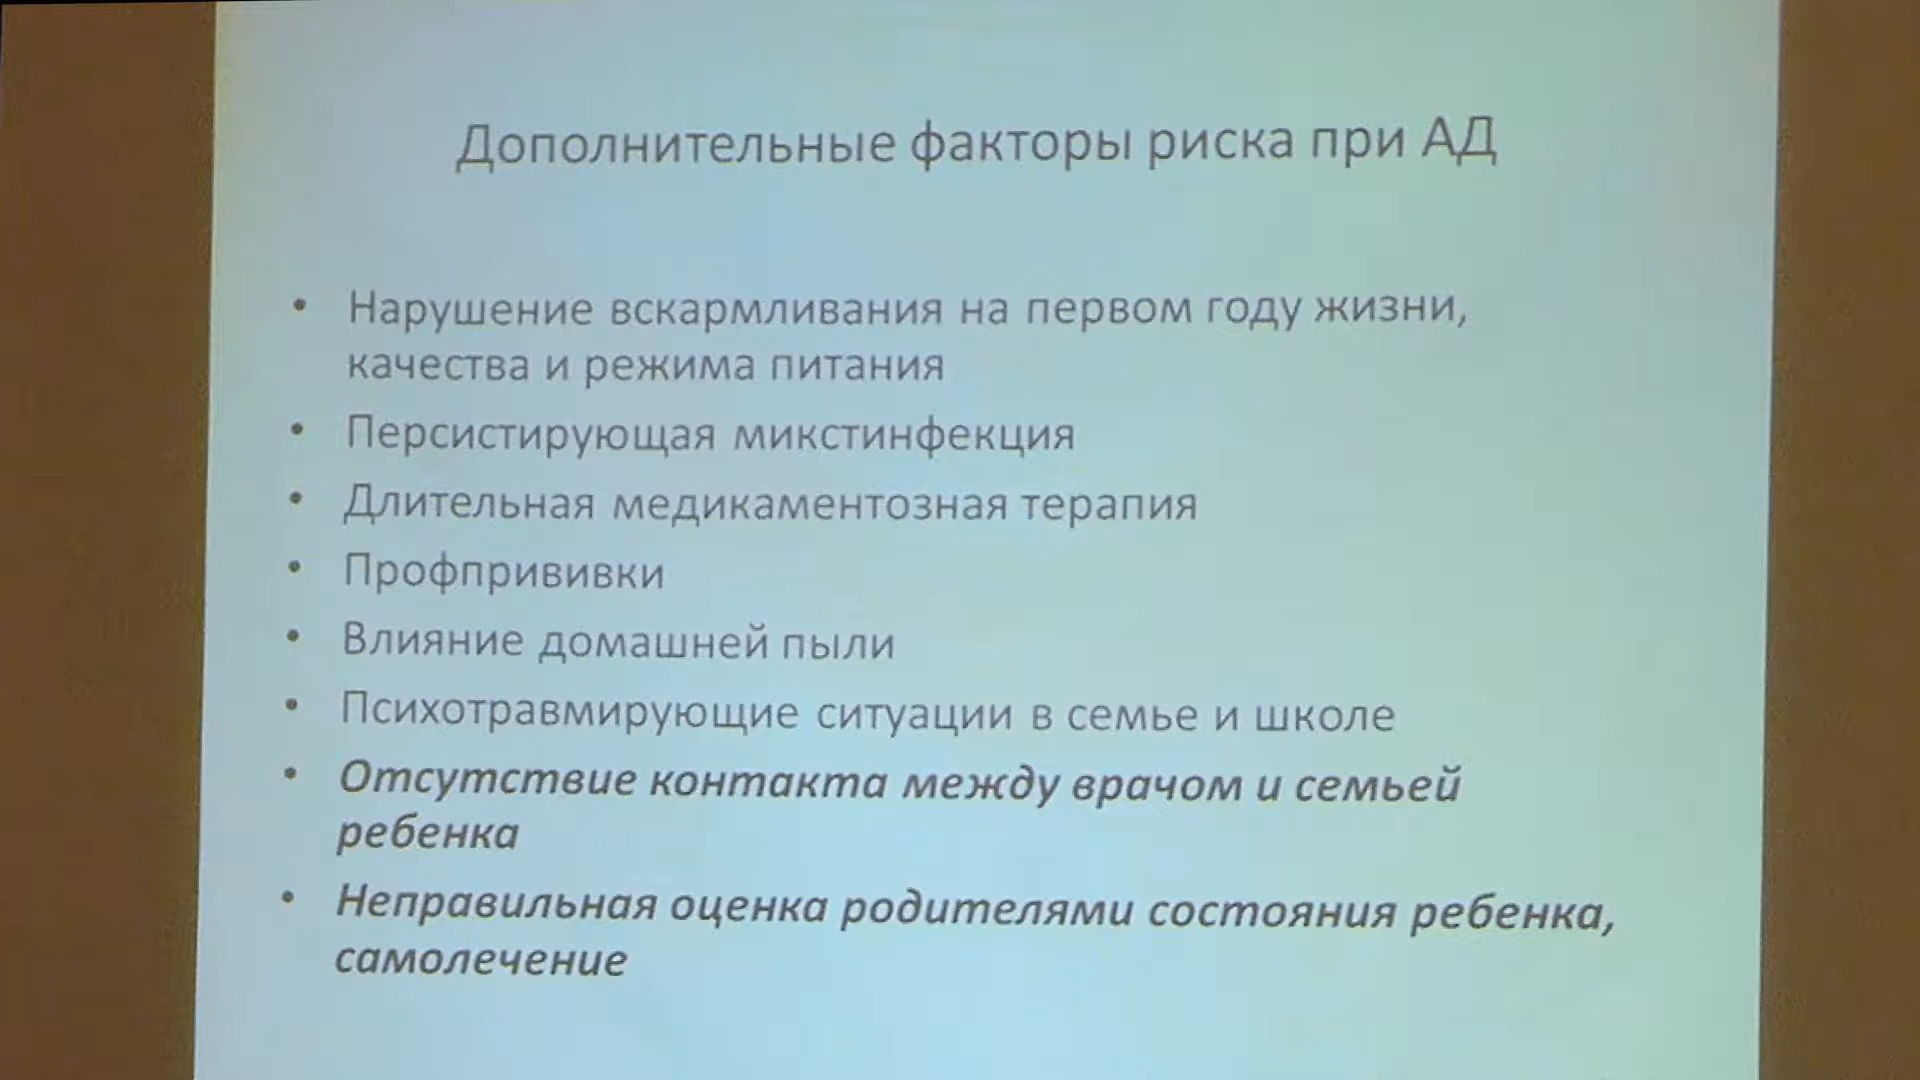 Дополнительные факторы риска при АД
• Нарушение вскармливания на первом году жизни,
качества и режима питания
• Персистирующая микстинфекция
• Длительная медикаментозная терапия
• Профпрививки
• Влияние домашней пыли
• Психотравмирующие ситуации в семье и школе
• Отсутствие контакта между врачом и семьей
ребенка
• Неправильная оценка родителями состояния ребенка,
самолечение